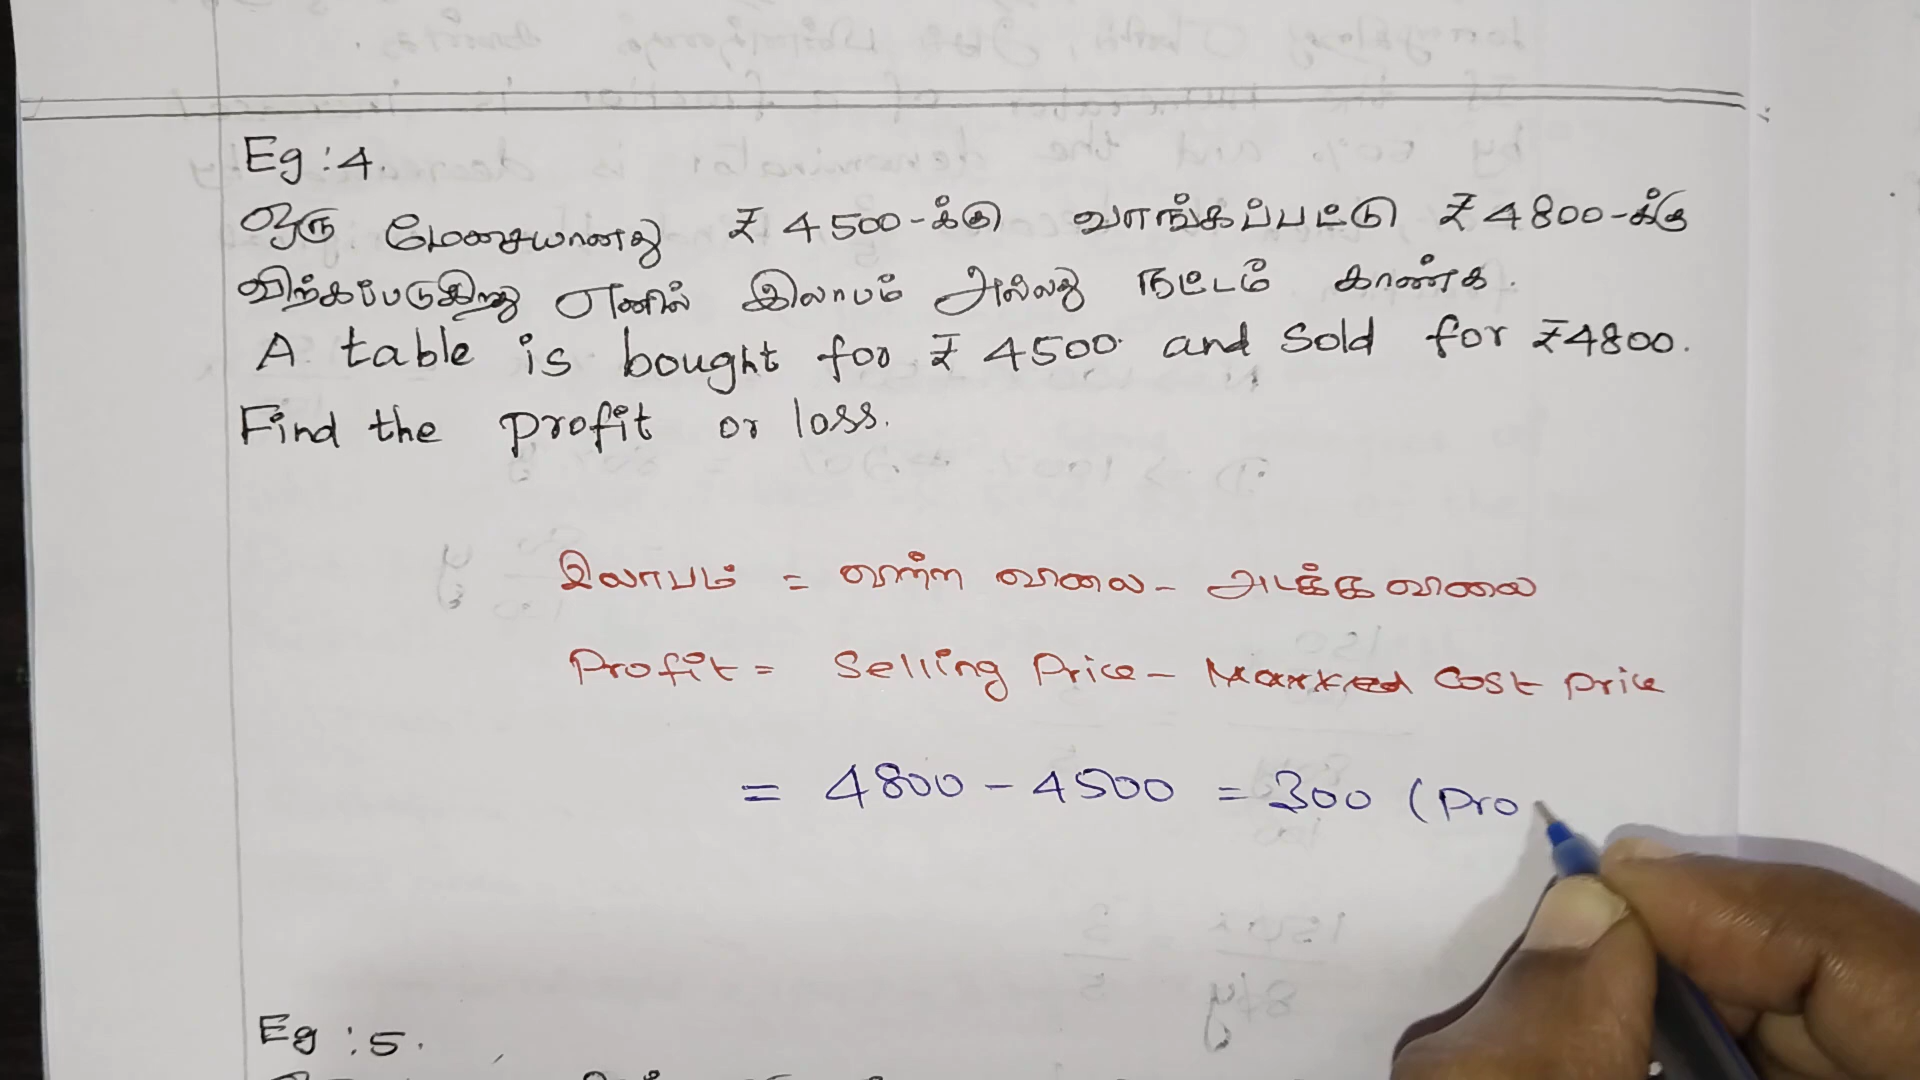 Eg : 4.
ஒரு மேசையானது ₹ 4500-க்கு வாங்கப்பட்டு ₹ 4800-க்கு
விற்கப்படுகிறது எனில் இலாபம் அல்லது நட்டம் காண்க.
A table is bought for ₹ 4500 and sold for ₹4800.
Find the profit or loss.
இலாபம் = விற்ற விலை - அடக்க விலை
Profit = Selling Price - Marked Cost price
= 4800 - 4500 = 300 (Pro
Eg : 5.